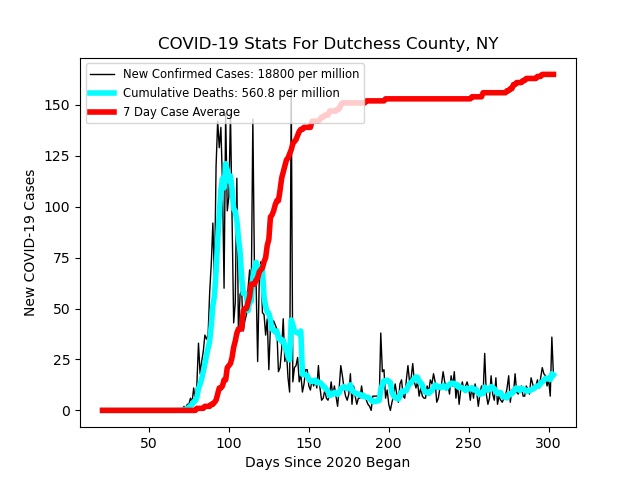 COVID-19 Stats For Dutchess County, NY
New Confirmed Cases: 18800 per million
Cumulative Deaths: 560.8 per million
7 Day Case Average
New COVID-19 Cases
150
125
100
75
50
25
0
50 100 150 200 250 300
Days Since 2020 Began